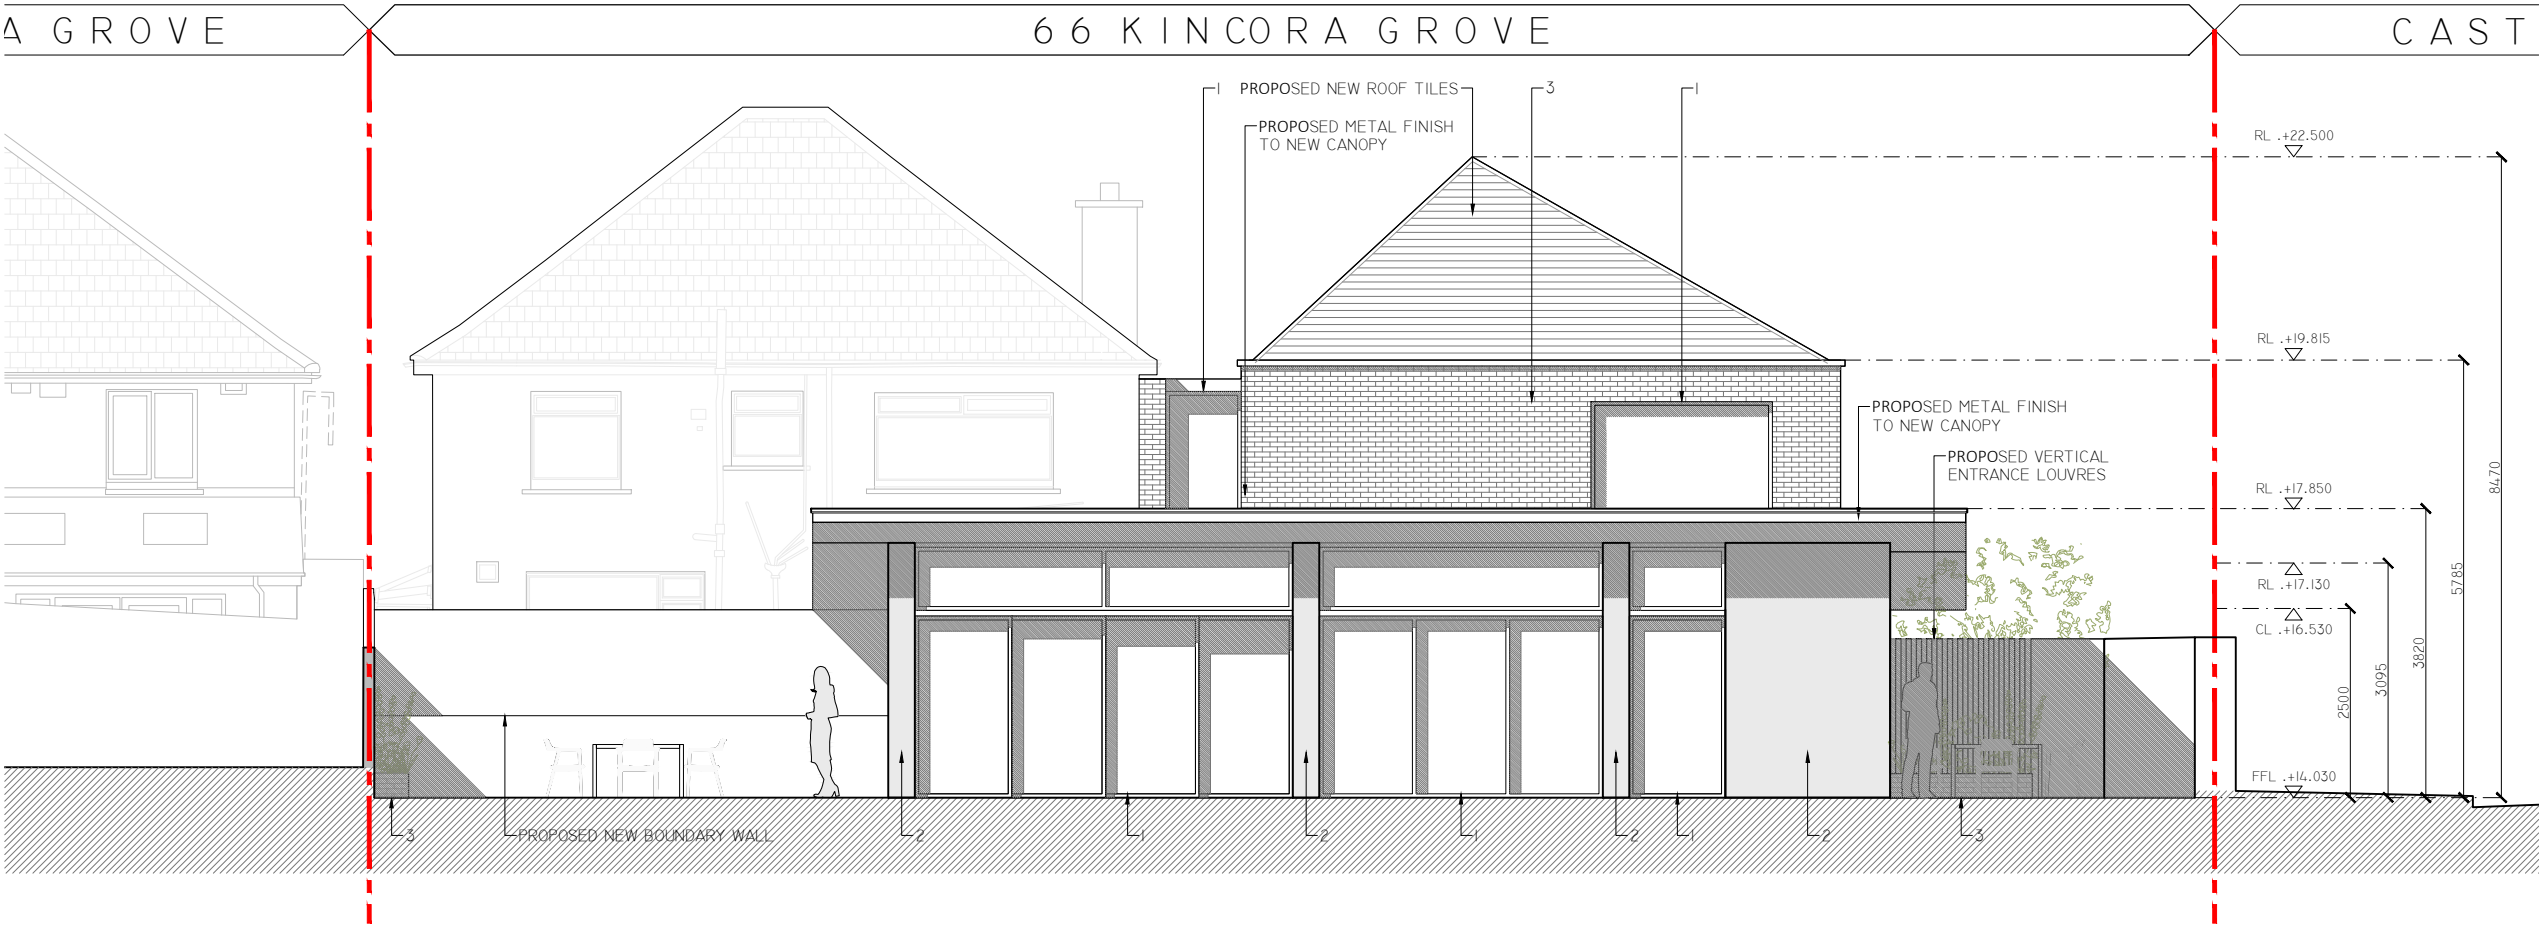 A GROVE
66 KINCORA GROVE
CAST
1
PROPOSED NEW ROOF TILES
3
1
PROPOSED METAL FINISH
TO NEW CANOPY
RL .+22.500
RL .+19.815
PROPOSED METAL FINISH
TO NEW CANOPY
PROPOSED VERTICAL
ENTRANCE LOUVRES
RL .+17.850
RL .+17.130
CL .+16.530
FFL .+14.030
2500
3095
3820
5785
8470
3
PROPOSED NEW BOUNDARY WALL
2
1
2
1
2
1
2
3